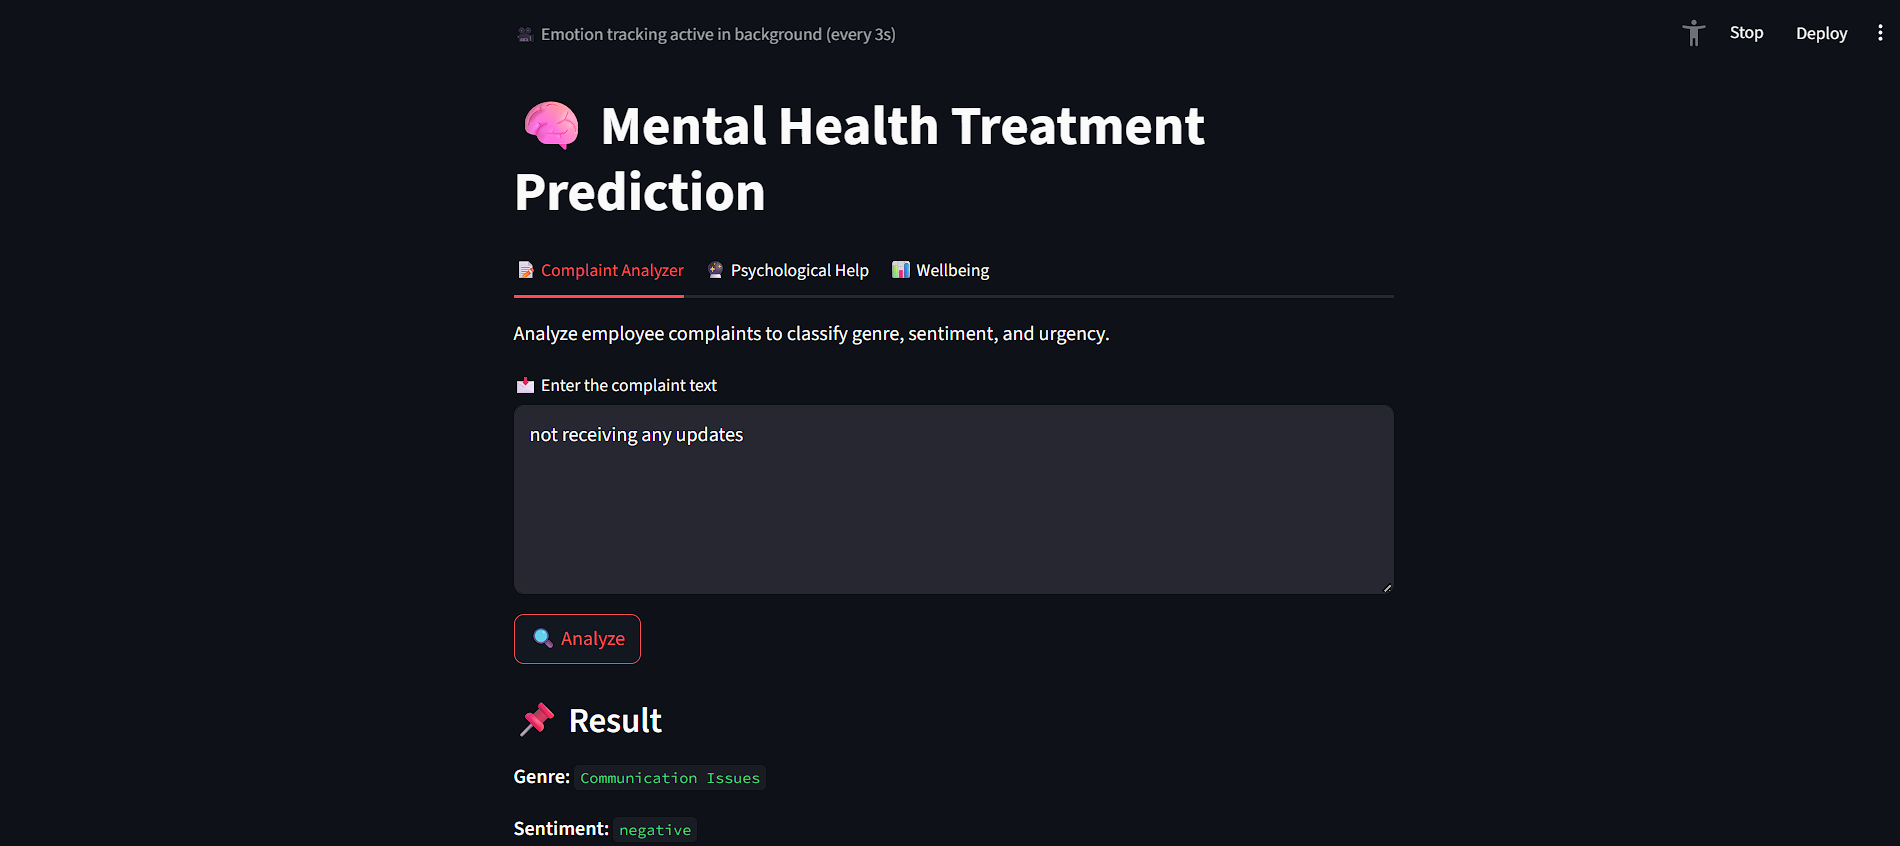 Emotion tracking active in background (every 3s)
Stop
Deploy
Mental Health Treatment
Prediction
Complaint Analyzer
Psychological Help
Wellbeing
Analyze employee complaints to classify genre, sentiment, and urgency.
Enter the complaint text
not receiving any updates
Analyze
Result
Genre: Communication Issues
Sentiment: negative